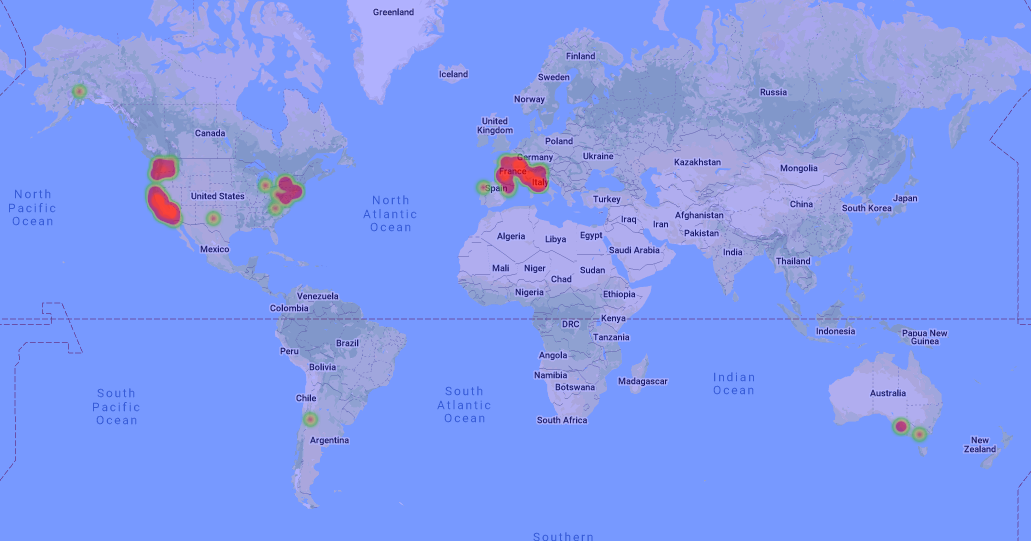 Greenland
Iceland
Finland
Sweden
Norway
Russia
United
Kingdom
Canada
Poland
Germany
Ukraine
France
Italy
Spain
Kazakhstan
Mongolia
North
Pacific
Ocean
United States
North
Atlantic
Ocean
Turkey
China
Japan
South Korea
Afghanistan
Iraq
Iran
Pakistan
Algeria
Libya
Egypt
Saudi Arabia
India
Mexico
Thailand
Mali
Niger
Chad
Sudan
Nigeria
Ethiopia
Venezuela
Colombia
DRC
Kenya
Indonesia
Papua New
Guinea
Tanzania
Peru
Brazil
Angola
Bolivia
Namibia
Botswana
Madagascar
Indian
Ocean
Australia
South
Pacific
Ocean
Chile
South
Atlantic
Ocean
South Africa
Argentina
New
Zealand
Southern